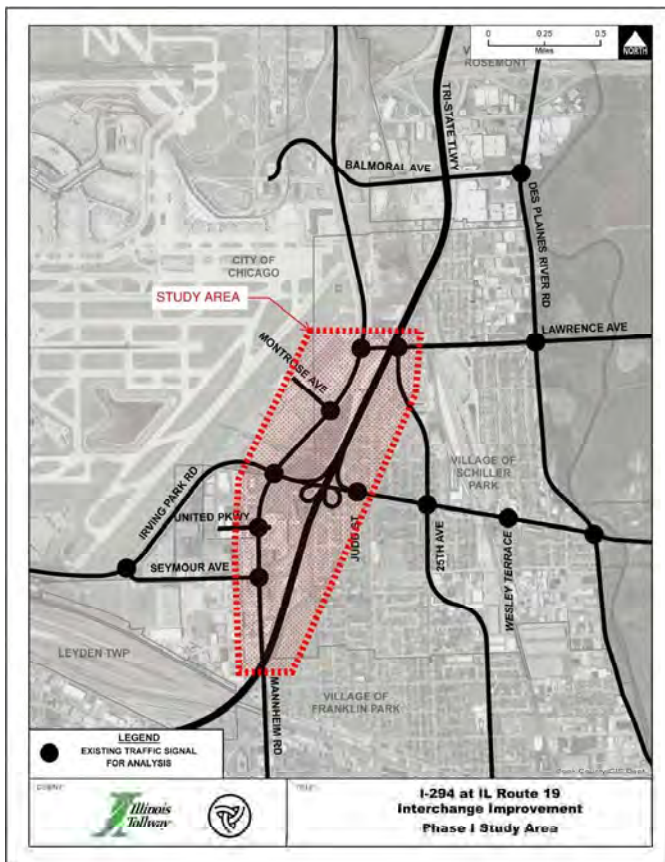 0 0.25 0.5
Miles
NORTH
VI
ROSEMONT
TRI-STATE TLWY
BALMORAL AVE
DES PLAINES RIVER RD
CITY OF
CHICAGO
STUDY AREA
LAWRENCE AVE
MONTROSE AVE
VILLAGE OF
SCHILLER
PARK
IRVING PARK RD
UNITED PKWY
JUDD ST
25TH AVE
WESLEY TERRACE
SEYMOUR AVE
LEYDEN TWP
MANNHEIM RD
VILLAGE OF
FRANKLIN PARK
LEGEND
EXISTING TRAFFIC SIGNAL
FOR ANALYSIS
Illinois
Tollway
TITLE:
I-294 at IL Route 19
Interchange Improvement
Phase I Study Area